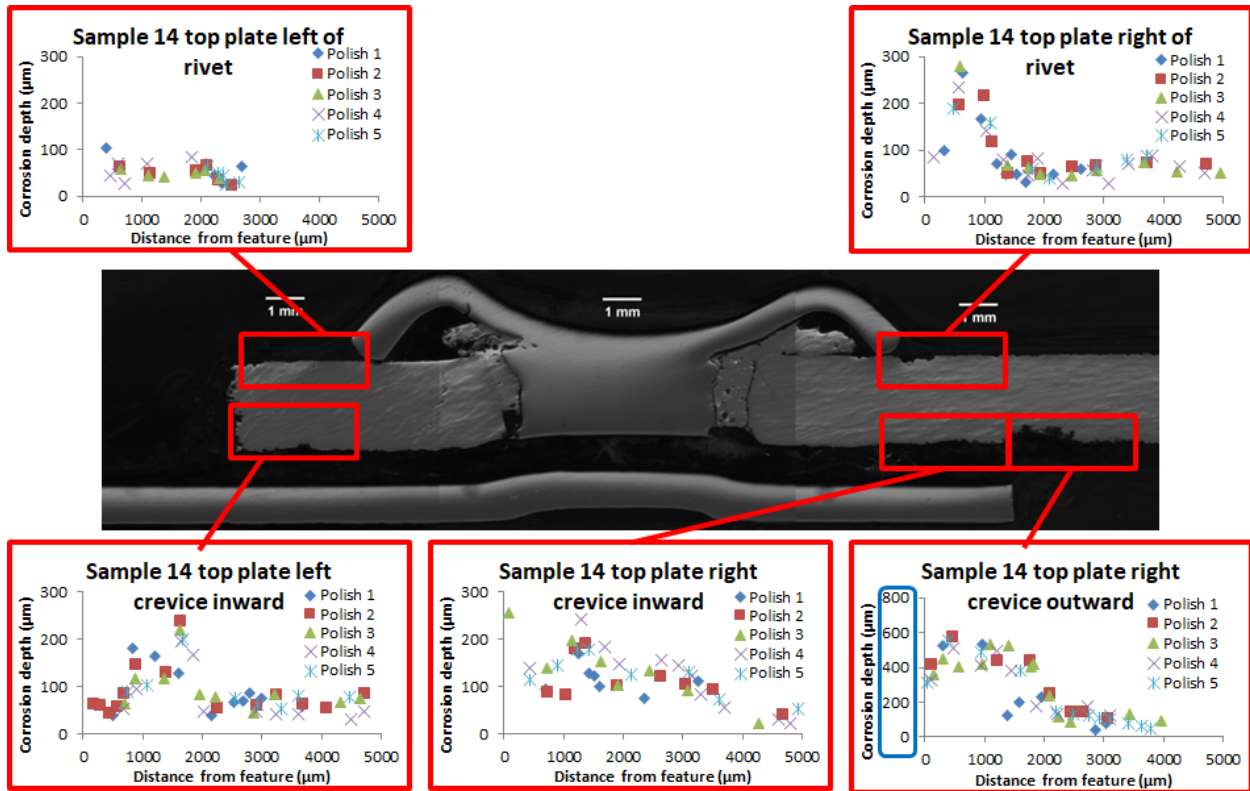 Sample 14 top plate left of
rivet
Corrosion depth (µm)
300
200
100
0
0 1000 2000 3000 4000 5000
Distance from feature (µm)
Polish 1
Polish 2
Polish 3
Polish 4
Polish 5
Sample 14 top plate right of
rivet
Corrosion depth (µm)
300
200
100
0
0 1000 2000 3000 4000 5000
Distance from feature (µm)
Polish 1
Polish 2
Polish 3
Polish 4
Polish 5
1 mm
1 mm
1 mm
Sample 14 top plate left
crevice inward
Corrosion depth (µm)
300
200
100
0
0 1000 2000 3000 4000 5000
Distance from feature (µm)
Polish 1
Polish 2
Polish 3
Polish 4
Polish 5
Sample 14 top plate right
crevice inward
Corrosion depth (µm)
300
200
100
0
0 1000 2000 3000 4000 5000
Distance from feature (µm)
Polish 1
Polish 2
Polish 3
Polish 4
Polish 5
Sample 14 top plate right
crevice outward
Corrosion depth (µm)
800
600
400
200
0
0 1000 2000 3000 4000 5000
Distance from feature (µm)
Polish 1
Polish 2
Polish 3
Polish 4
Polish 5